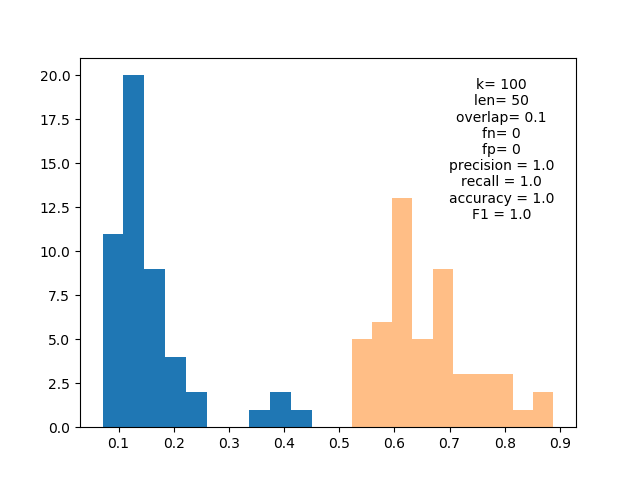 20.0
17.5
15.0
12.5
10.0
7.5
5.0
2.5
0.0
k= 100
len= 50
overlap= 0.1
fn= 0
fp= 0
precision = 1.0
recall = 1.0
accuracy = 1.0
F1 = 1.0
0.1 0.2 0.3 0.4 0.5 0.6 0.7 0.8 0.9